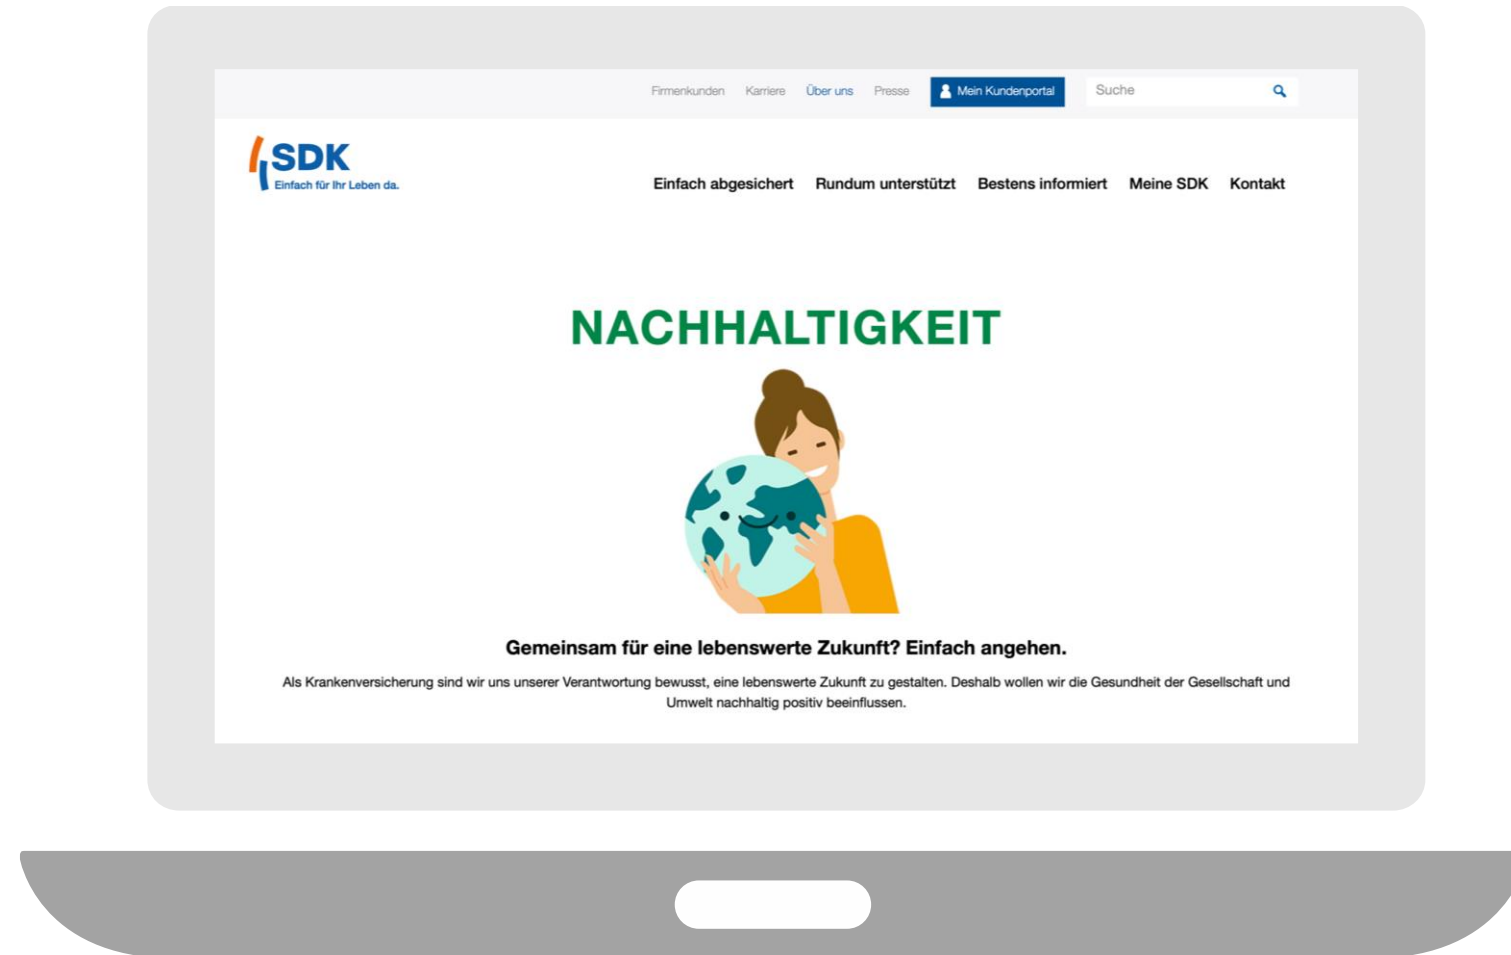 Firmenkunden Karriere Über uns Presse Mein Kundenportal Suche
SDK
Einfach für Ihr Leben da.
Einfach abgesichert Rundum unterstützt Bestens informiert Meine SDK Kontakt
NACHHALTIGKEIT
Gemeinsam für eine lebenswerte Zukunft? Einfach angehen.
Als Krankenversicherung sind wir uns unserer Verantwortung bewusst, eine lebenswerte Zukunft zu gestalten. Deshalb wollen wir die Gesundheit der Gesellschaft und
Umwelt nachhaltig positiv beeinflussen.